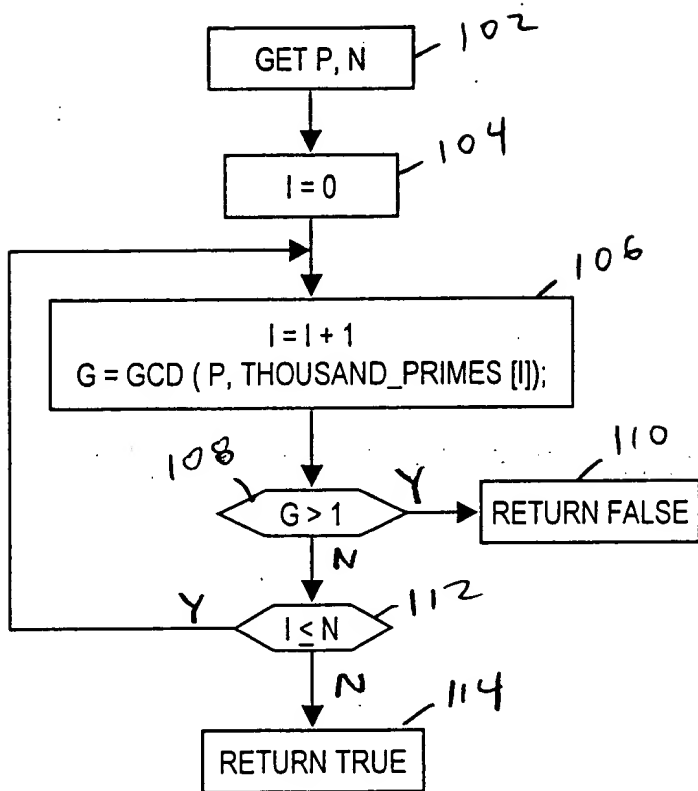 102
GET P, N
104
I = 0
106
I = I + 1
G = GCD ( P, THOUSAND_PRIMES [I]);
108
110
G > 1
Y
RETURN FALSE
N
112
Y
I ≤ N
N
114
RETURN TRUE